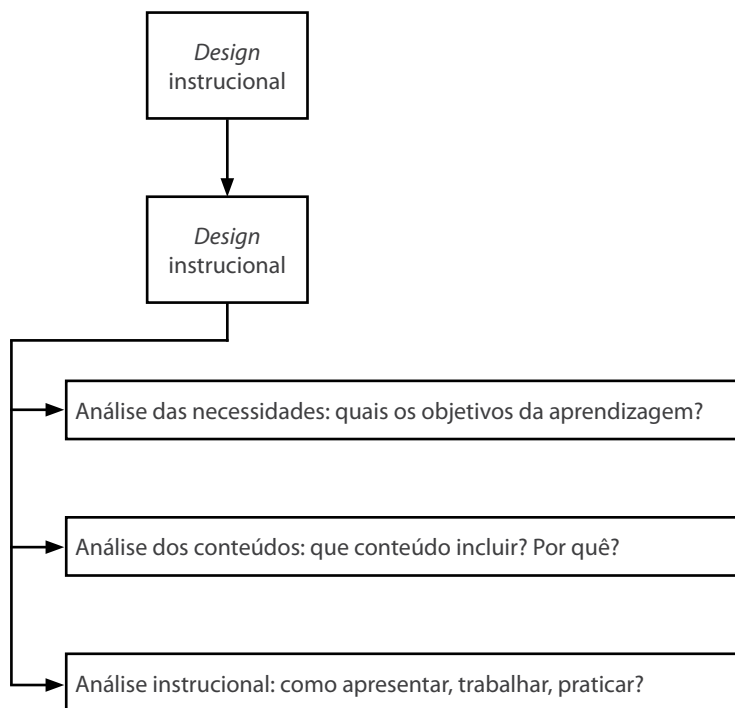 Design
instrucional
Design
instrucional
Análise das necessidades: quais os objetivos da aprendizagem?
Análise dos conteúdos: que conteúdo incluir? Por quê?
Análise instrucional: como apresentar, trabalhar, praticar?